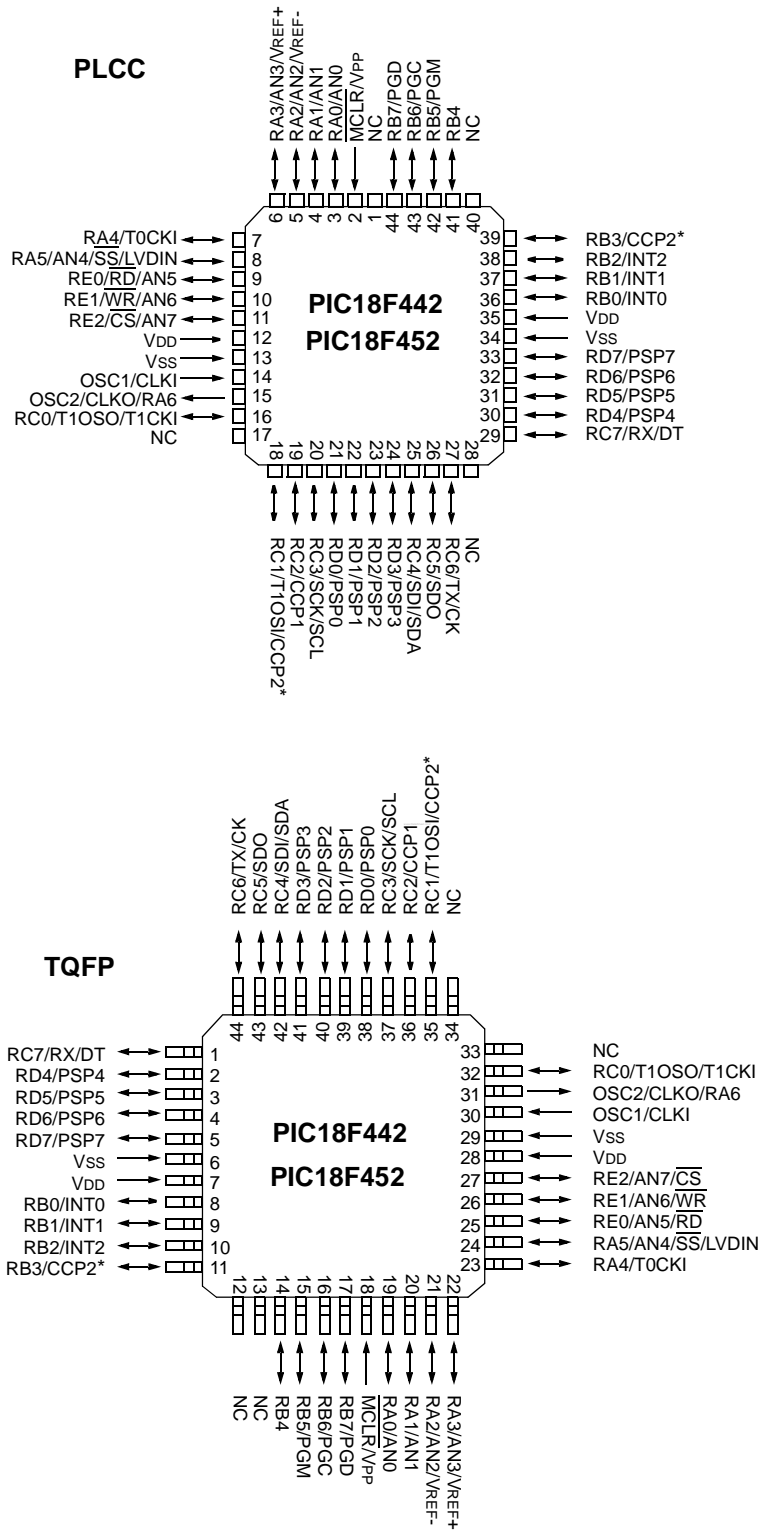 PLCC
RA3/AN3/VREF+
RA2/AN2/VREF-
RA1/AN1
RA0/AN0
MCLR/VPP
NC
RB7/PGD
RB6/PGC
RB5/PGM
RB4
NC
6 5 4 3 2 1 44 43 42 41 40
RA4/T0CKI 7
RA5/AN4/SS/LVDIN 8
RE0/RD/AN5 9
RE1/WR/AN6 10
RE2/CS/AN7 11
VDD 12
VSS 13
OSC1/CLKI 14
OSC2/CLKO/RA6 15
RC0/T1OSO/T1CKI 16
NC 17
PIC18F442
PIC18F452
39 RB3/CCP2*
38 RB2/INT2
37 RB1/INT1
36 RB0/INT0
35 VDD
34 VSS
33 RD7/PSP7
32 RD6/PSP6
31 RD5/PSP5
30 RD4/PSP4
29 RC7/RX/DT
18 19 20 21 22 23 24 25 26 27 28
RC1/T1OSI/CCP2*
RC2/CCP1
RC3/SCK/SCL
RD0/PSP0
RD1/PSP1
RD2/PSP2
RD3/PSP3
RC4/SDI/SDA
RC5/SDO
RC6/TX/CK
NC
TQFP
RC6/TX/CK
RC5/SDO
RC4/SDI/SDA
RD3/PSP3
RD2/PSP2
RD1/PSP1
RD0/PSP0
RC3/SCK/SCL
RC2/CCP1
RC1/T1OSI/CCP2*
NC
44 43 42 41 40 39 38 37 36 35 34
RC7/RX/DT 1
RD4/PSP4 2
RD5/PSP5 3
RD6/PSP6 4
RD7/PSP7 5
VSS 6
VDD 7
RB0/INT0 8
RB1/INT1 9
RB2/INT2 10
RB3/CCP2* 11
PIC18F442
PIC18F452
33 NC
32 RC0/T1OSO/T1CKI
31 OSC2/CLKO/RA6
30 OSC1/CLKI
29 VSS
28 VDD
27 RE2/AN7/CS
26 RE1/AN6/WR
25 RE0/AN5/RD
24 RA5/AN4/SS/LVDIN
23 RA4/T0CKI
12 13 14 15 16 17 18 19 20 21 22
NC
NC
RB4
RB5/PGM
RB6/PGC
RB7/PGD
MCLR/VPP
RA0/AN0
RA1/AN1
RA2/AN2/VREF-
RA3/AN3/VREF+